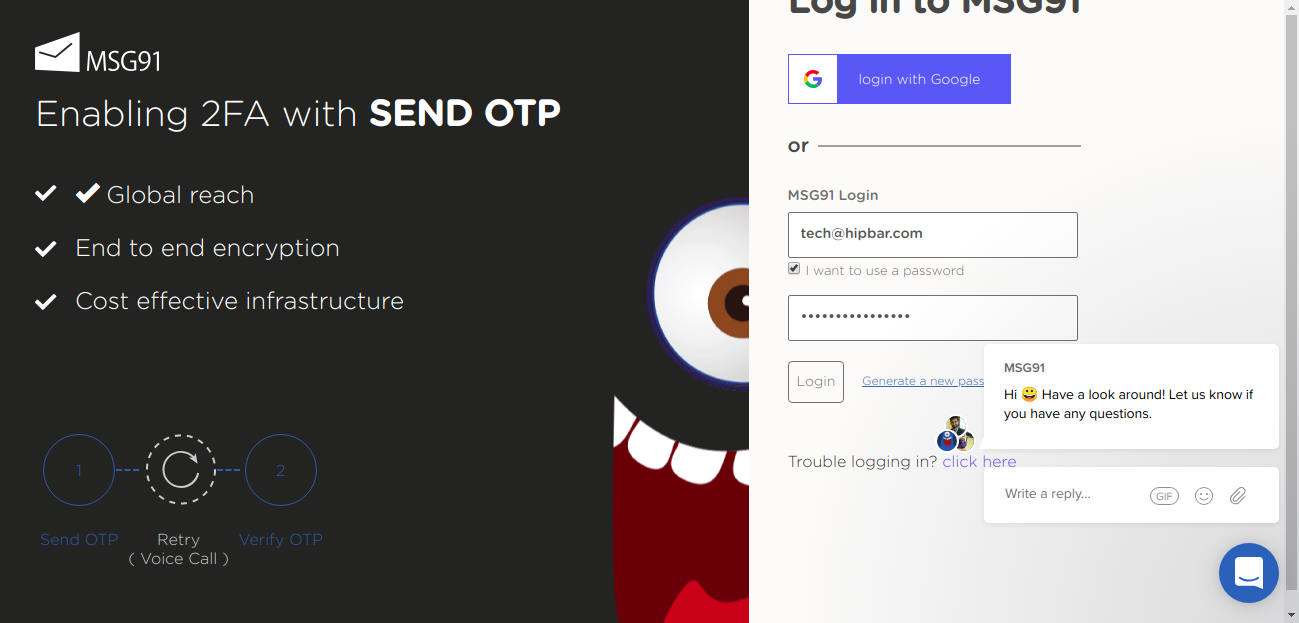 MSG91
Enabling 2FA with SEND OTP
Global reach
End to end encryption
Cost effective infrastructure
1
2
Send OTP
Retry
( Voice Call )
Verify OTP
Log in to MSG91
login with Google
or
MSG91 Login
tech@hipbar.com
I want to use a password
••••••••••••••••
Login
Generate a new pass
Trouble logging in? click here
MSG91
Hi 😀 Have a look around! Let us know if
you have any questions.
Write a reply...
GIF